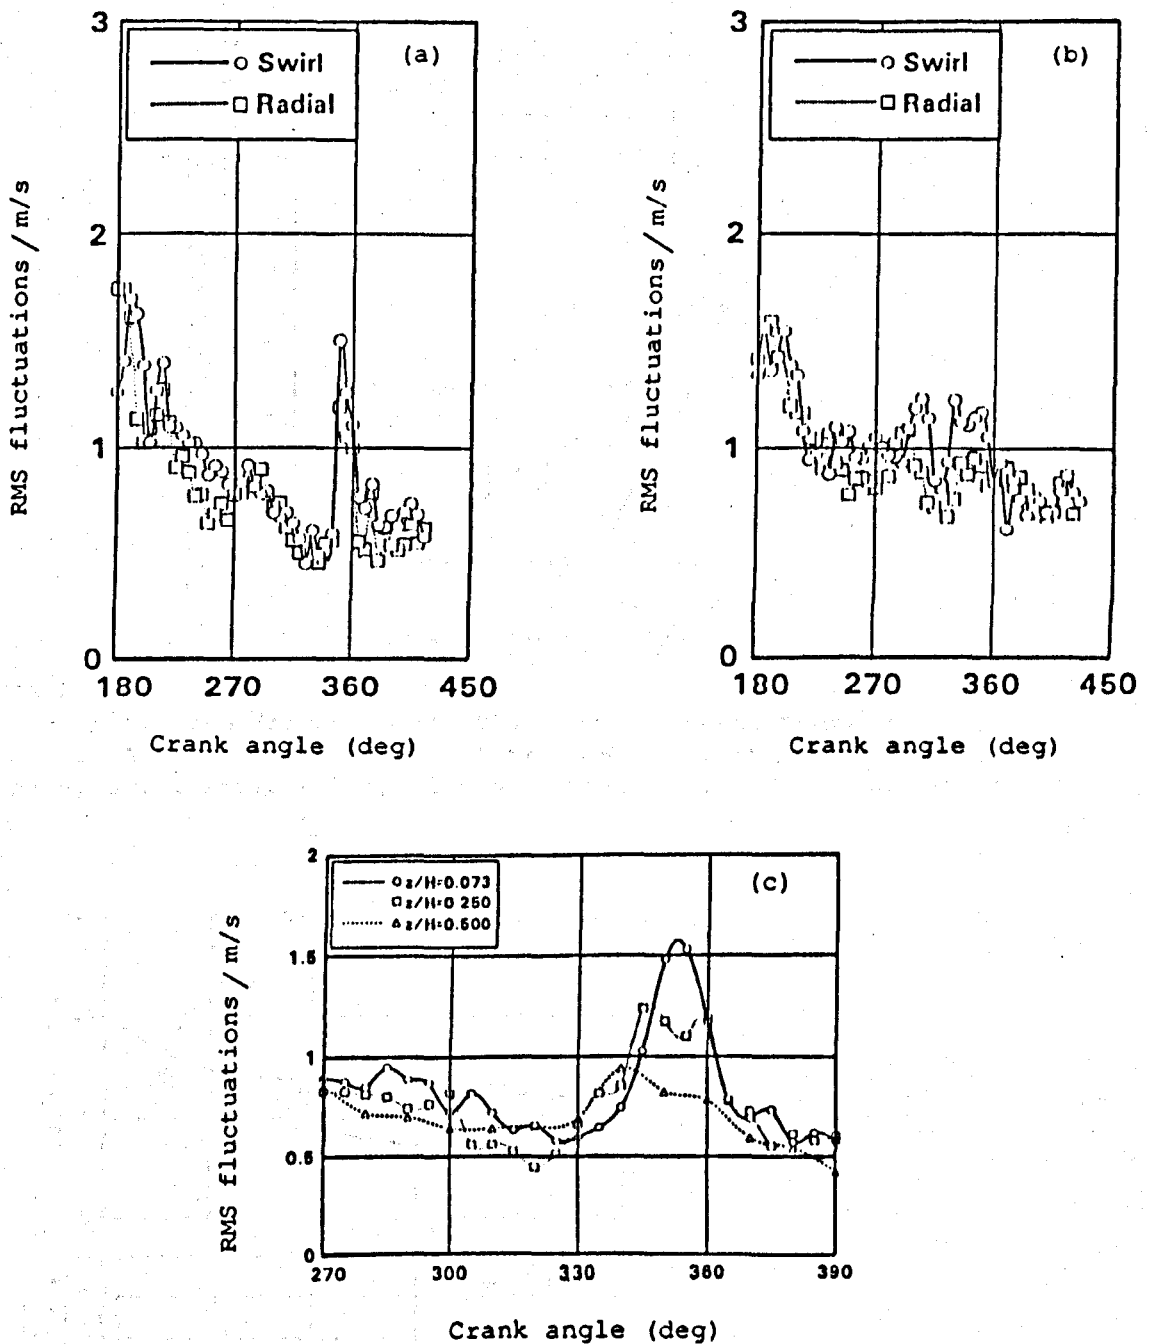 3
(a)
Swirl
Radial
2
1
0
180 270 360 450
RMS fluctuations/m/s
Crank angle (deg)
3
(b)
Swirl
Radial
2
1
0
180 270 360 450
RMS fluctuations/m/s
Crank angle (deg)
2
(c)
z/H=0.073
z/H=0.250
z/H=0.500
1.5
1
0.5
0
270 300 330 360 390
RMS fluctuations/m/s
Crank angle (deg)